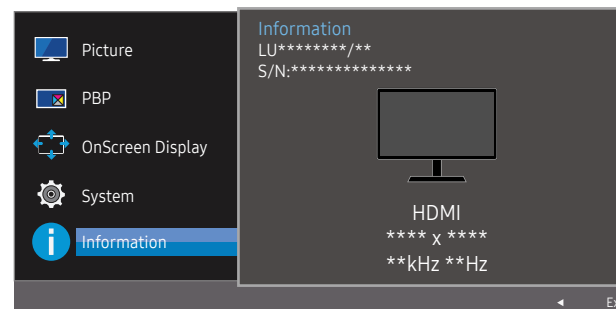 Picture
PBP
OnScreen Display
System
Information
Information
LU********/**
S/N:**************
HDMI
**** x ****
**kHz **Hz